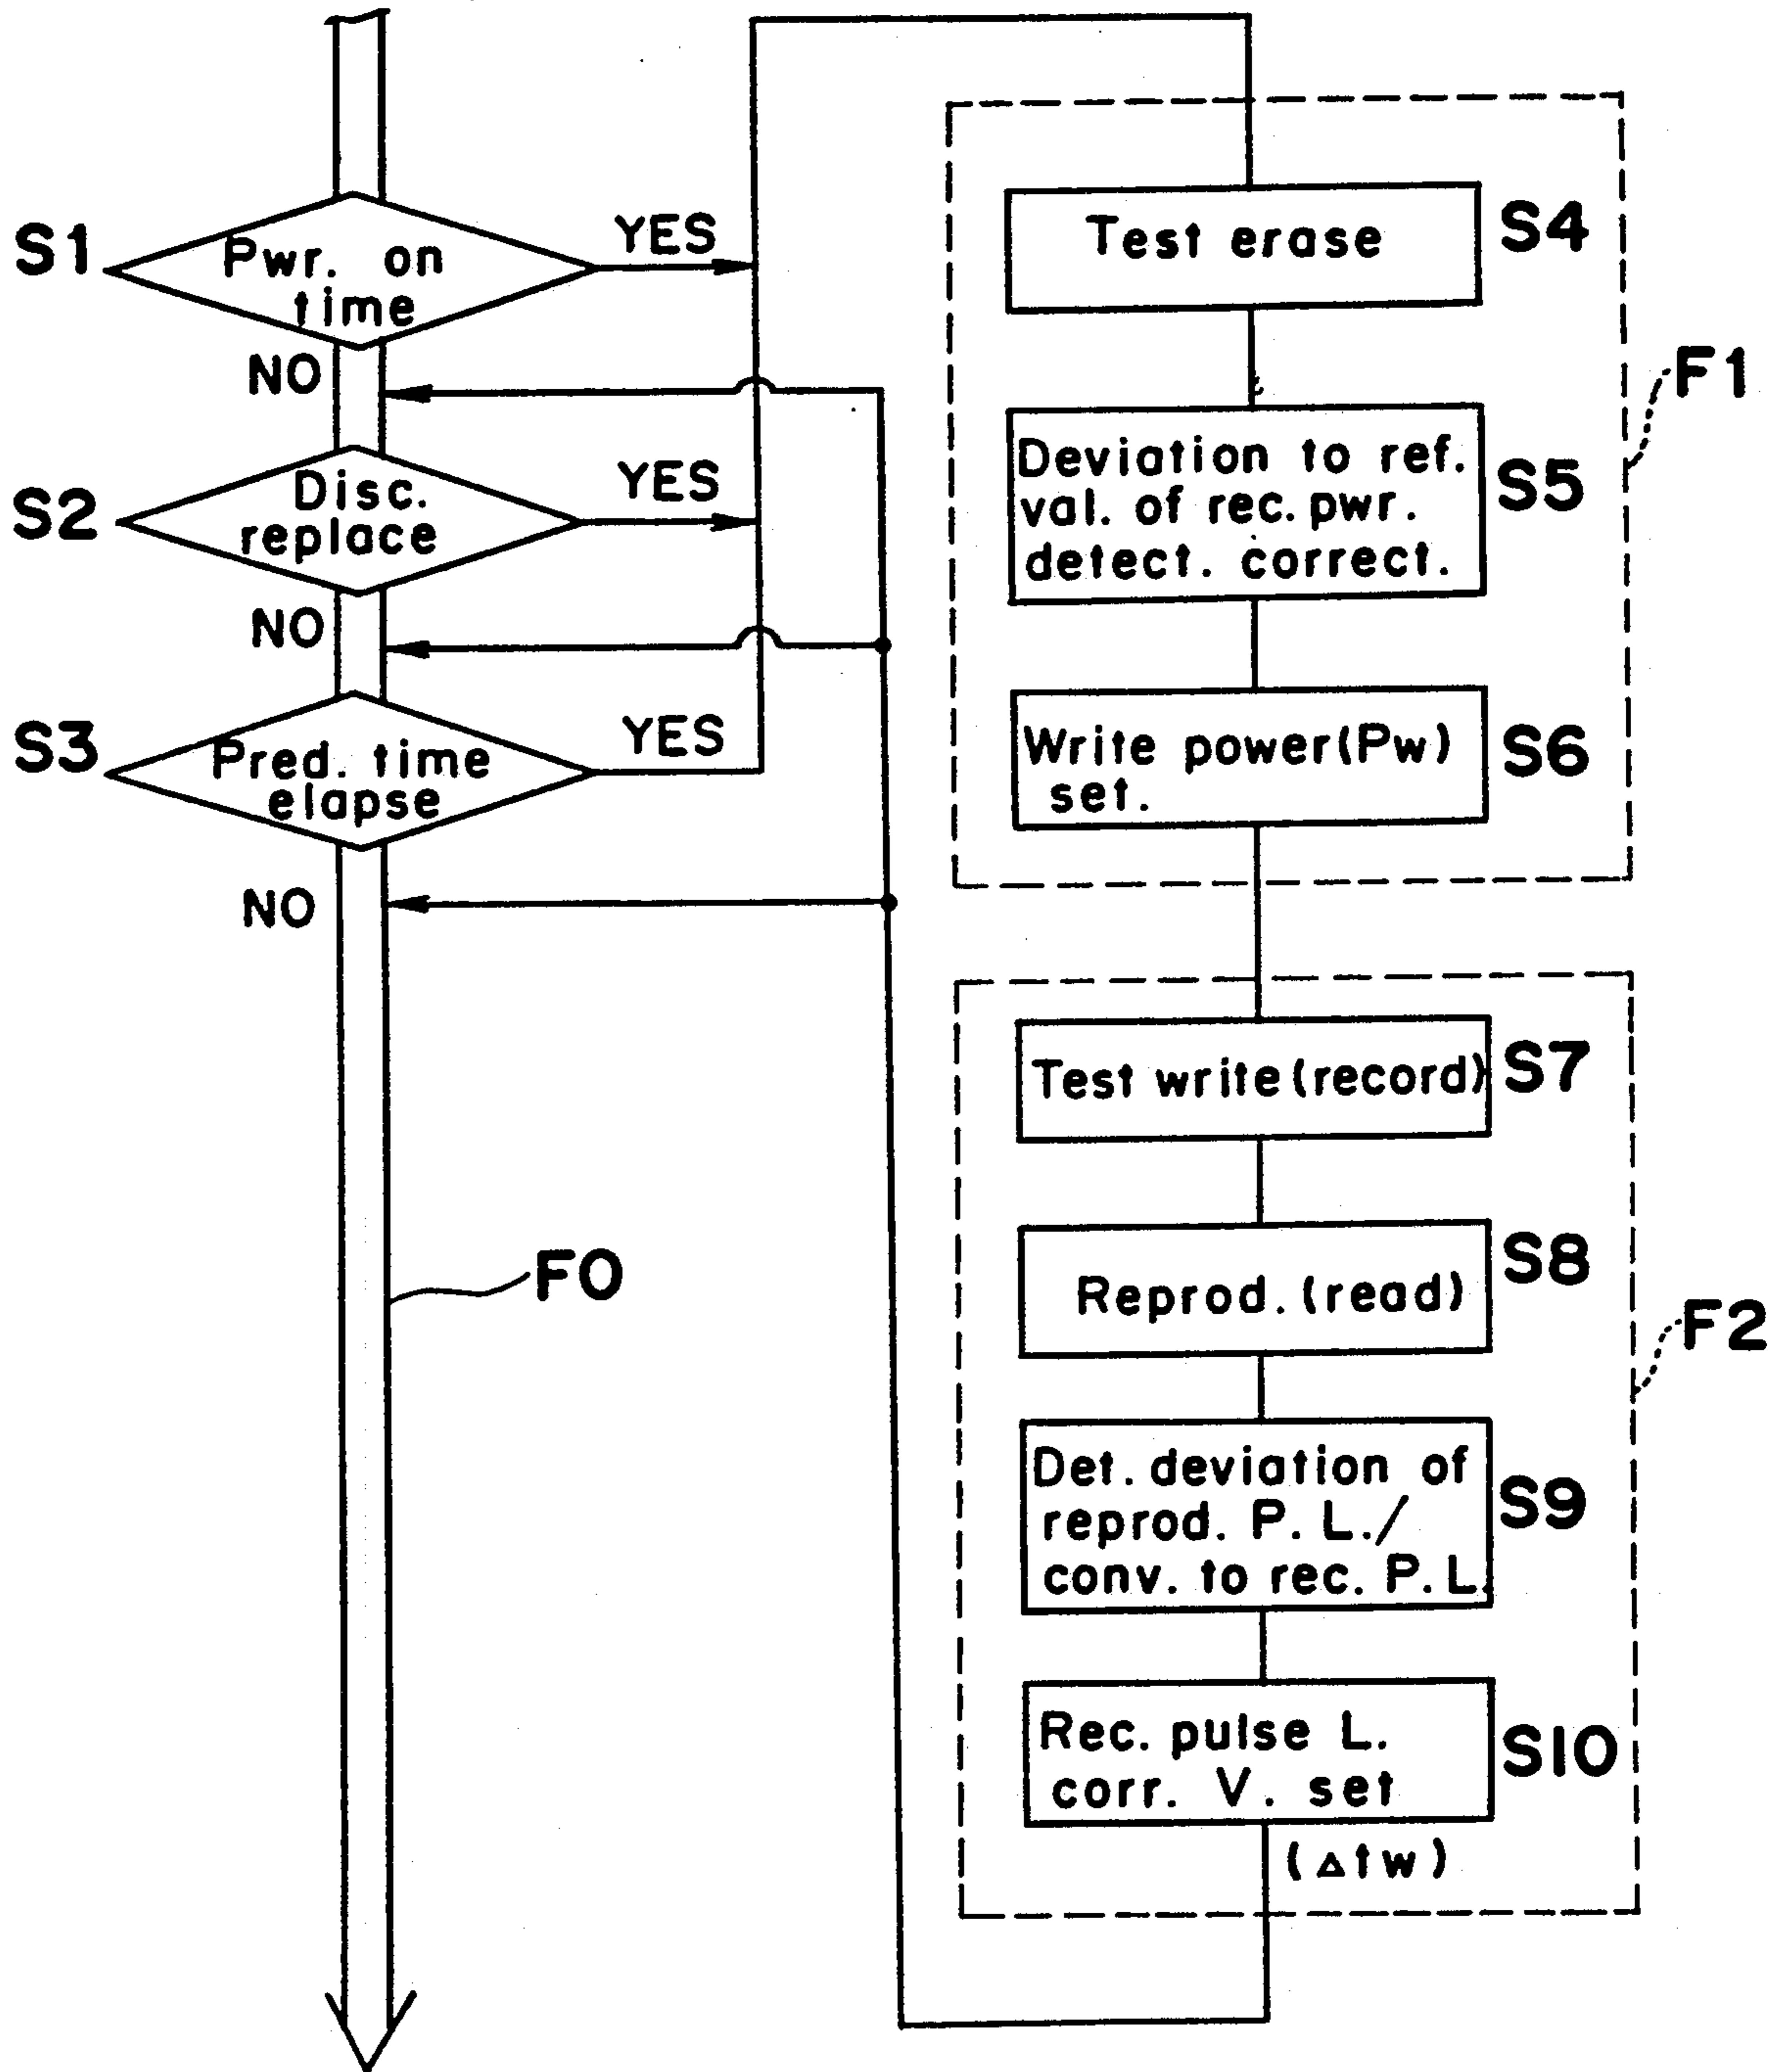 S1
Pwr. on
time
YES
NO
S2
Disc.
replace
YES
NO
S3
Pred. time
elapse
YES
NO
F0
Test erase
S4
Deviation to ref.
val. of rec. pwr.
detect. correct.
S5
Write power (Pw)
set.
S6
F1
Test write (record)
S7
Reprod. (read)
S8
Det. deviation of
reprod. P. L./
conv. to rec. P. L.
S9
Rec. pulse L.
corr. V. set
S10
(Δtw)
F2